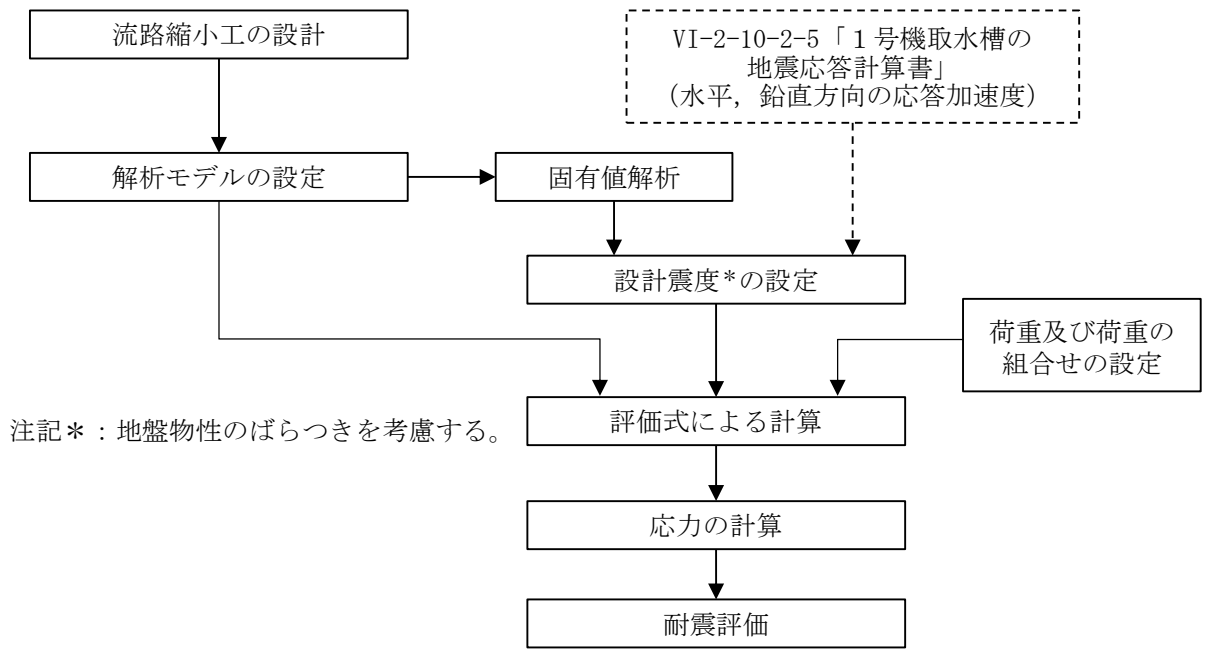 流路縮小工の設計
VI-2-10-2-5「１号機取水槽の
地震応答計算書」
（水平，鉛直方向の応答加速度）
解析モデルの設定
固有値解析
設計震度*の設定
荷重及び荷重の
組合せの設定
評価式による計算
注記＊：地盤物性のばらつきを考慮する。
応力の計算
耐震評価